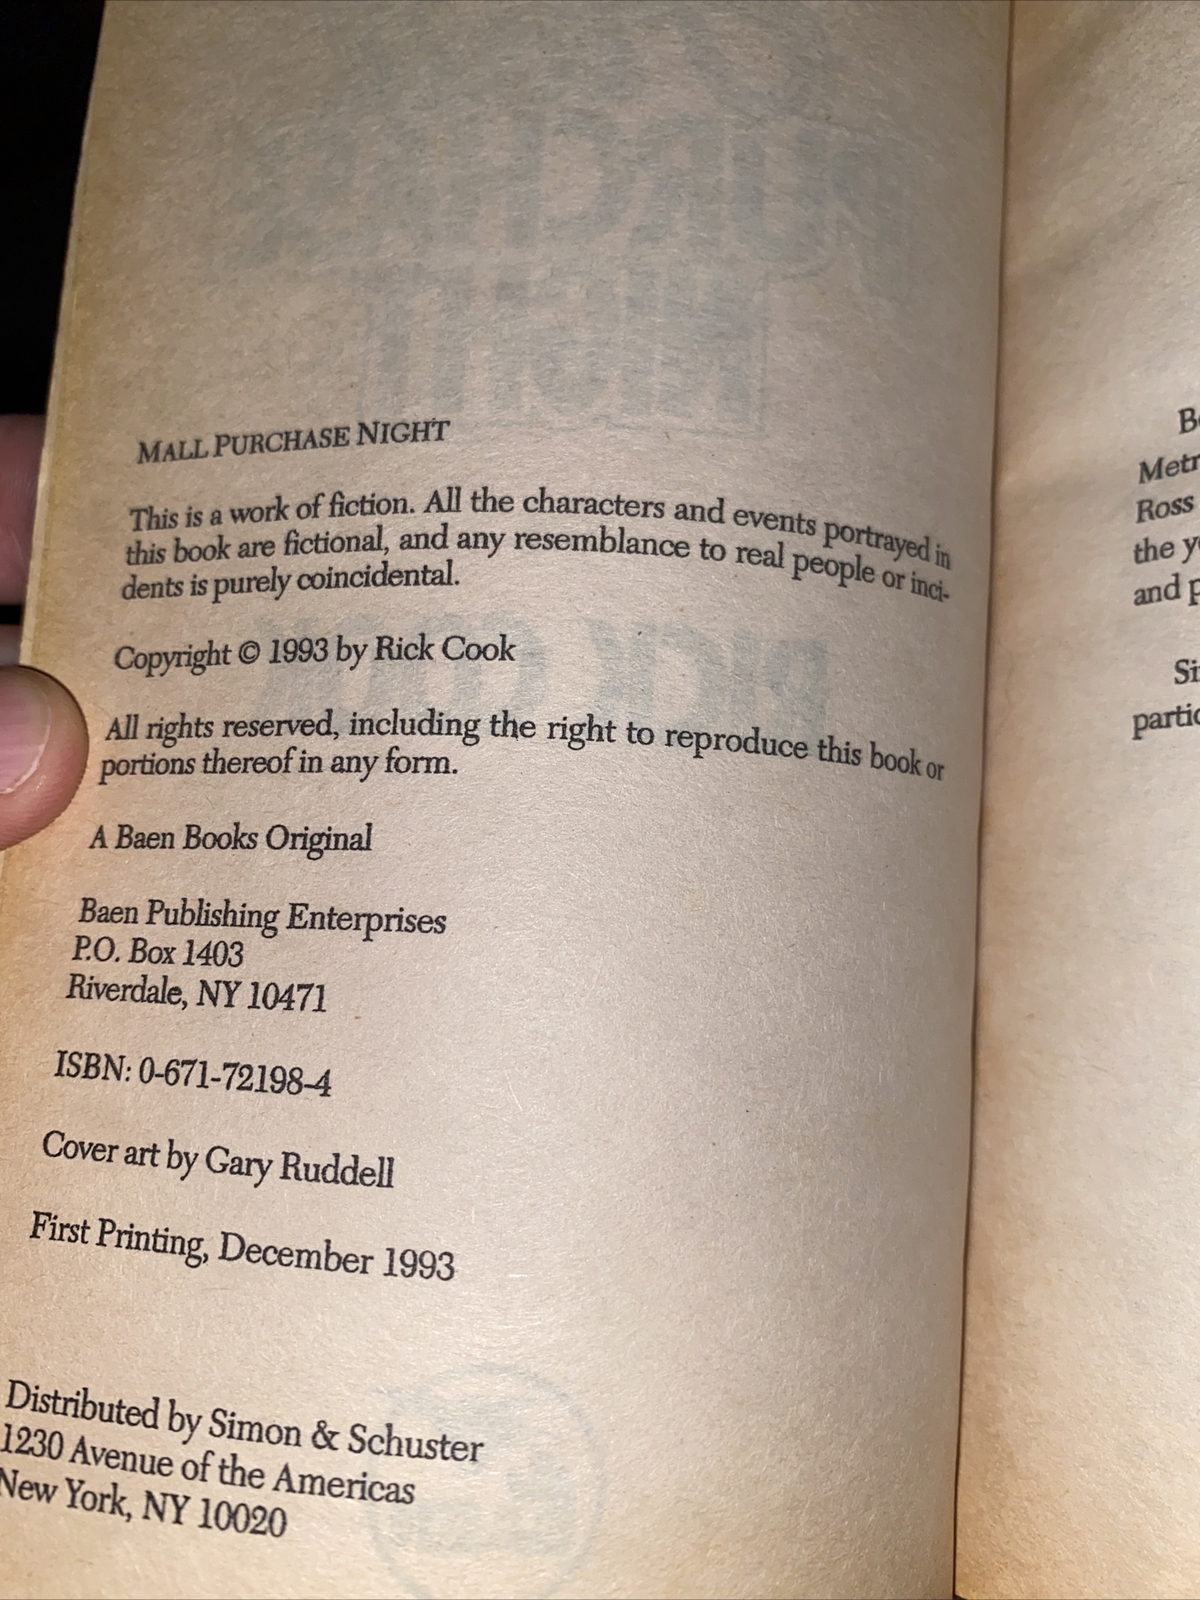 MALL PURCHASE NIGHT
This is a work of fiction. All the characters and events portrayed in
this book are fictional, and any resemblance to real people or inci-
dents is purely coincidental.
Copyright © 1993 by Rick Cook
All rights reserved, including the right to reproduce this book or
portions thereof in any form.
A Baen Books Original
Baen Publishing Enterprises
P.O. Box 1403
Riverdale, NY 10471
ISBN: 0-671-72198-4
Cover art by Gary Ruddell
First Printing, December 1993
Distributed by Simon & Schuster
1230 Avenue of the Americas
New York, NY 10020
Ross
the
and